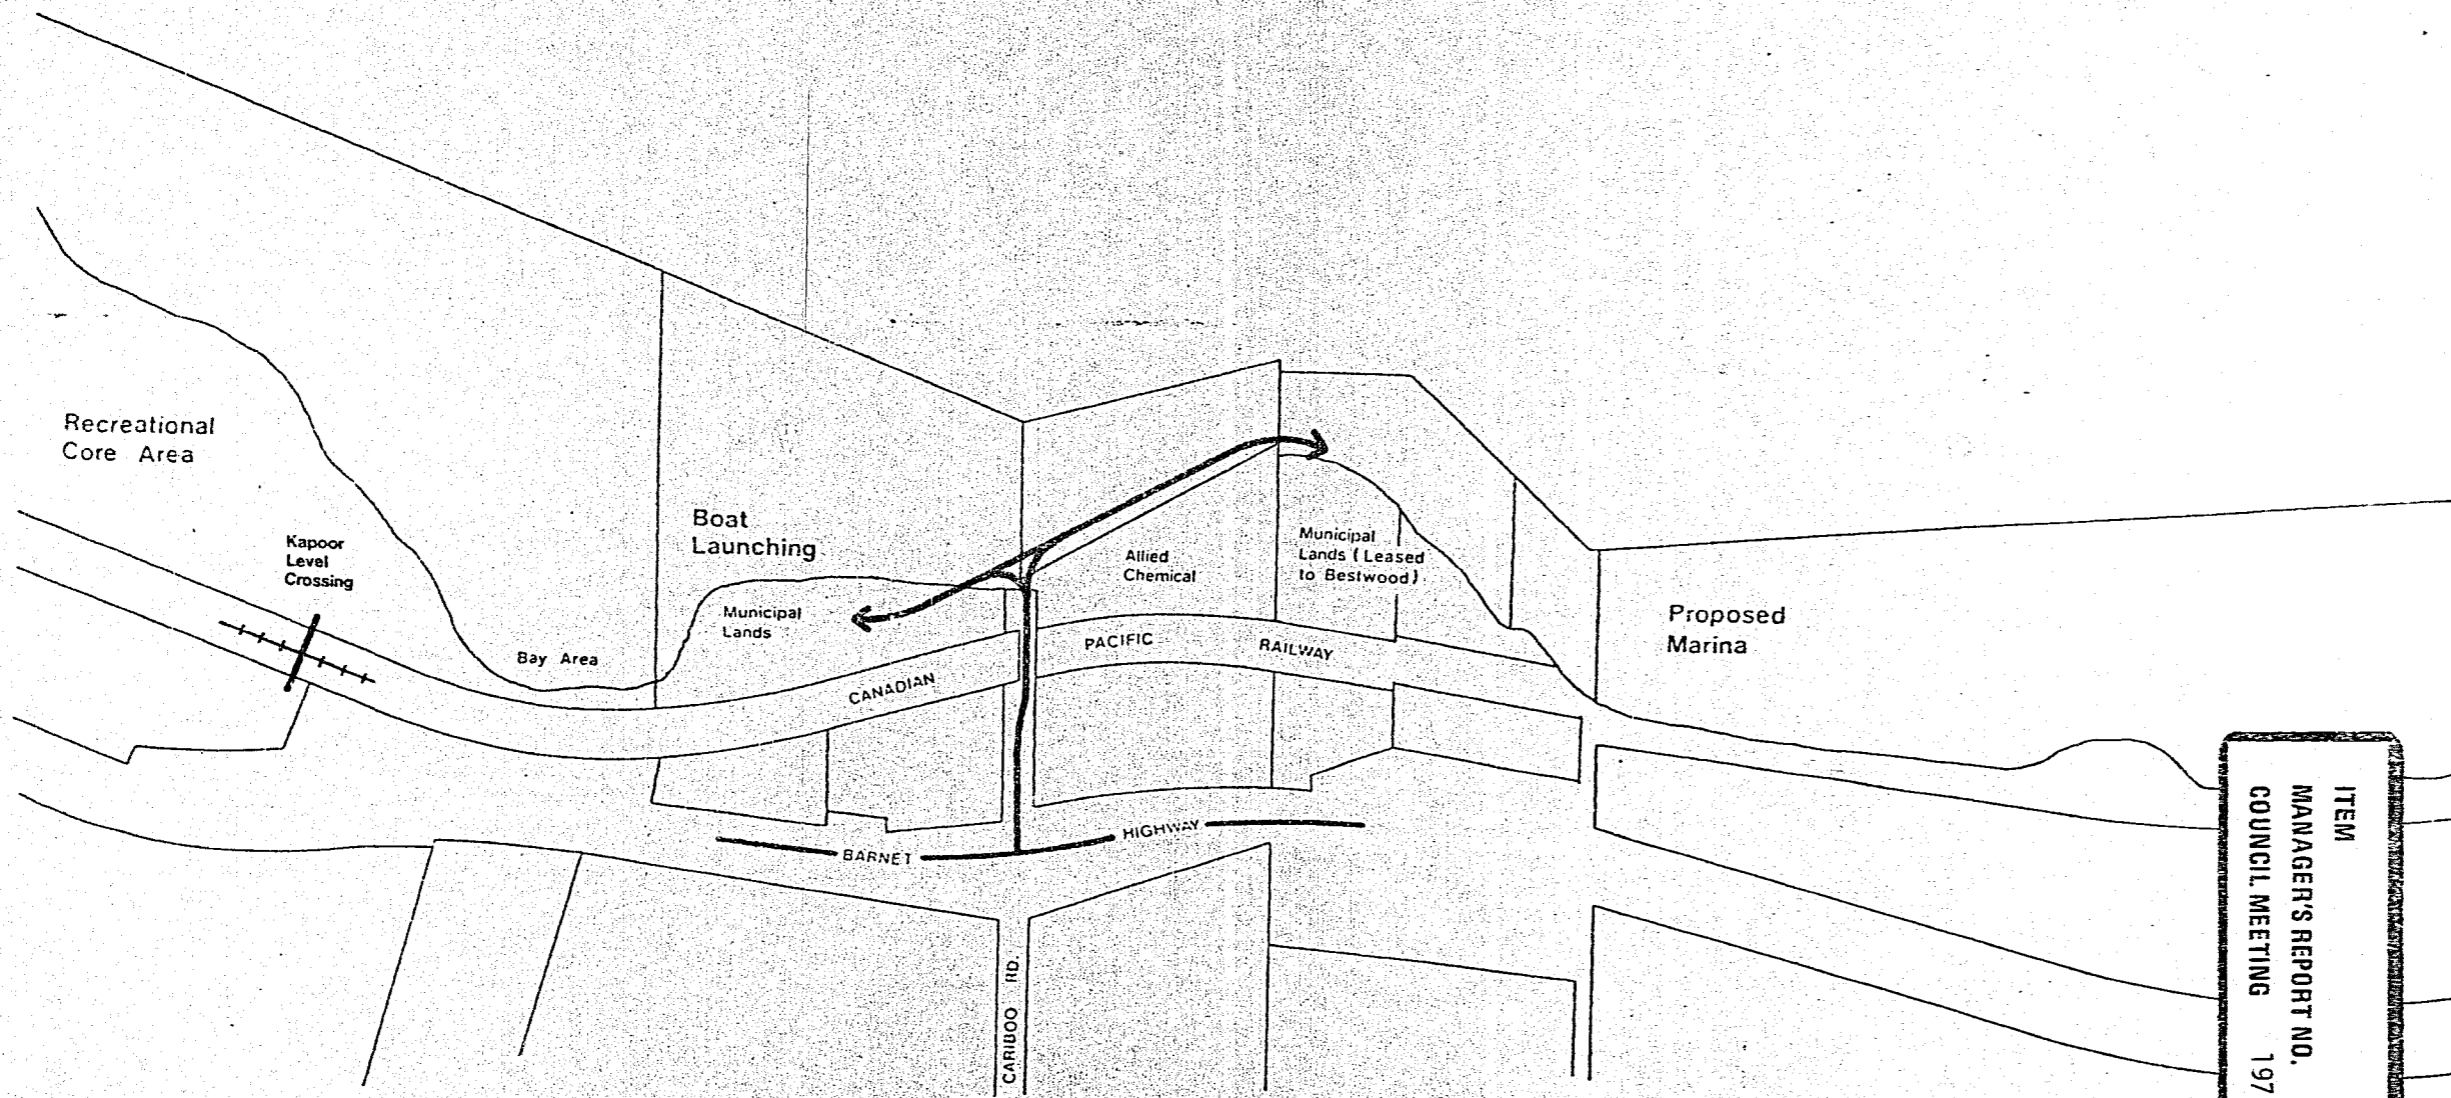 Recreational
Core Area
Kapoor
Level
Crossing
Bay Area
Boat
Launching
Municipal
Lands
Allied
Chemical
Municipal
Lands (Leased
to Bestwood)
Proposed
Marina
CANADIAN PACIFIC RAILWAY
BARNET HIGHWAY
CARIBOO RD.
ITEM
MANAGER'S REPORT NO.
COUNCIL MEETING 197